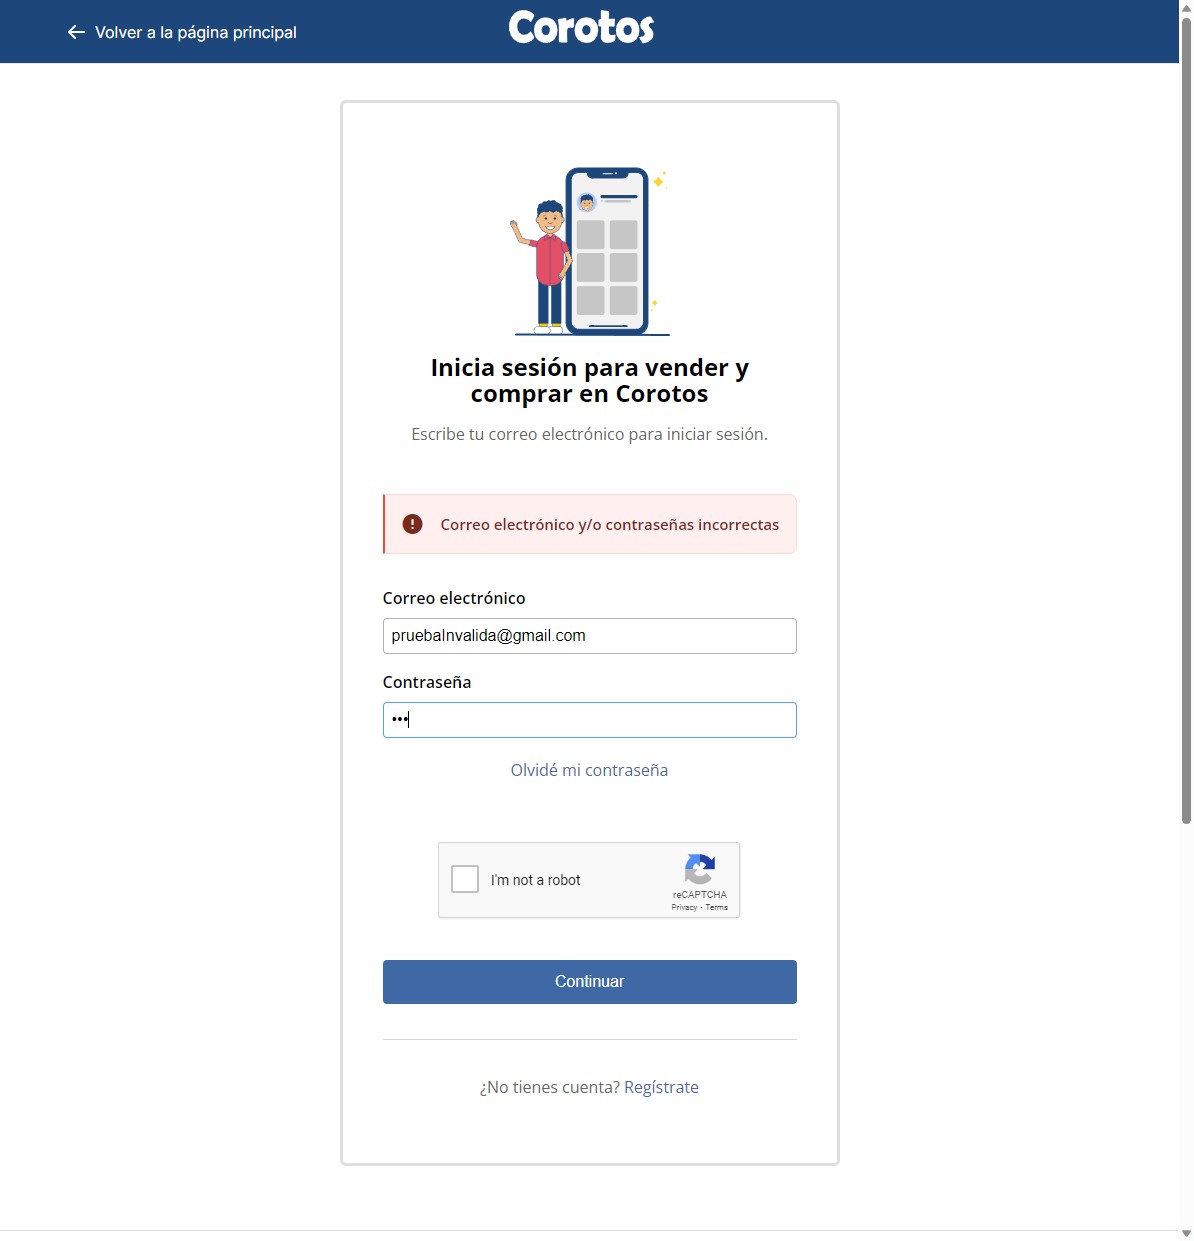 Volver a la página principal
Corotos
Inicia sesión para vender y
comprar en Corotos
Escribe tu correo electrónico para iniciar sesión.
Correo electrónico y/o contraseñas incorrectas
Correo electrónico
pruebaInvalida@gmail.com
Contraseña
•••
Olvidé mi contraseña
I'm not a robot
reCAPTCHA
Privacy - Terms
Continuar
¿No tienes cuenta? Regístrate